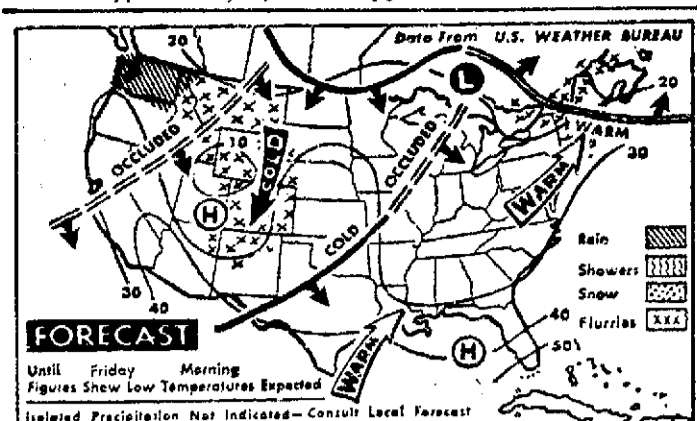 Data From U.S. WEATHER BUREAU
20
L
20
OCCLUDED
WARM
10
COLD
OCCLUDED
30
H
WARM
COLD
Rain
Showers
30
40
Snow
40
Flurries
XXX
FORECAST
H
50
Until Friday Morning
Figures Show Low Temperatures Expected
WARM
Isolated Precipitation Not Indicated—Consult Local Forecast